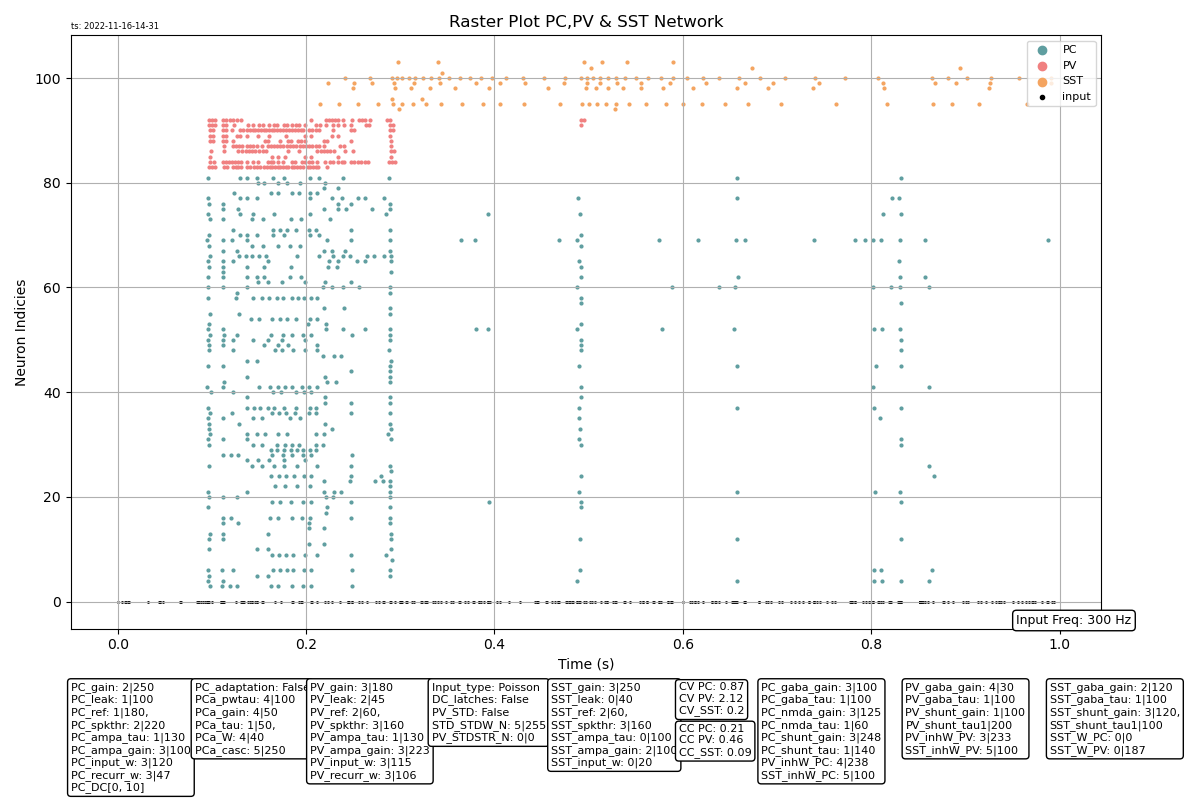 ts: 2022-11-16-14-31
Raster Plot PC,PV & SST Network
PC
PV
SST
input
100
80
60
40
20
0
Neuron Indicies
0.0 0.2 0.4 0.6 0.8 1.0
Time (s)
Input Freq: 300 Hz
PC_gain: 2|250
PC_leak: 1|100
PC_ref: 1|180,
PC_spkthr: 2|220
PC_ampa_tau: 1|130
PC_ampa_gain: 3|100
PC_input_w: 3|120
PC_recurr_w: 3|47
PC_DC[0, 10]
PC_adaptation: False
PCa_pwtau: 4|100
PCa_gain: 4|50
PCa_tau: 1|50,
PCa_W: 4|40
PCa_casc: 5|250
PV_gain: 3|180
PV_leak: 2|45
PV_ref: 2|60,
PV_spkthr: 3|160
PV_ampa_tau: 1|130
PV_ampa_gain: 3|223
PV_input_w: 3|115
PV_recurr_w: 3|106
Input_type: Poisson
DC_latches: False
PV_STD: False
STD_STDW_N: 5|255
PV_STDSTR_N: 0|0
SST_gain: 3|250
SST_leak: 0|40
SST_ref: 2|60,
SST_spkthr: 3|160
SST_ampa_tau: 0|100
SST_ampa_gain: 2|100
SST_input_w: 0|20
CV PC: 0.87
CV PV: 2.12
CV_SST: 0.2
CC PC: 0.21
CC PV: 0.46
CC_SST: 0.09
PC_gaba_gain: 3|100
PC_gaba_tau: 1|100
PC_nmda_gain: 3|125
PC_nmda_tau: 1|60
PC_shunt_gain: 3|248
PC_shunt_tau: 1|140
PV_inhW_PC: 4|238
SST_inhW_PC: 5|100
PV_gaba_gain: 4|30
PV_gaba_tau: 1|100
PV_shunt_gain: 1|100
PV_shunt_tau1|200
PV_inhW_PV: 3|233
SST_inhW_PV: 5|100
SST_gaba_gain: 2|120
SST_gaba_tau: 1|100
SST_shunt_gain: 3|120,
SST_shunt_tau1|100
SST_W_PC: 0|0
SST_W_PV: 0|187